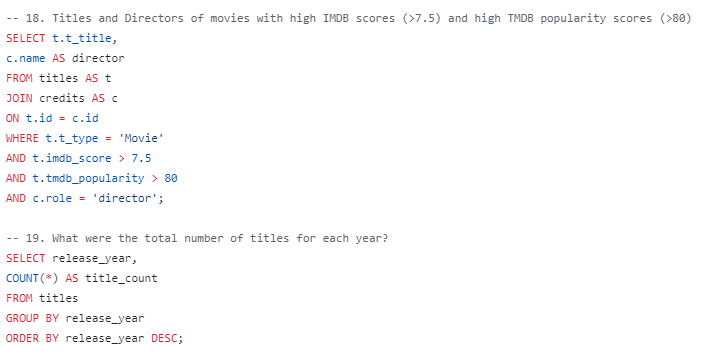 -- 18. Titles and Directors of movies with high IMDB scores (>7.5) and high TMDB popularity scores (>80)
SELECT t.t_title,
c.name AS director
FROM titles AS t
JOIN credits AS c
ON t.id = c.id
WHERE t.t_type = 'Movie'
AND t.imdb_score > 7.5
AND t.tmdb_popularity > 80
AND c.role = 'director';

-- 19. What were the total number of titles for each year?
SELECT release_year,
COUNT(*) AS title_count
FROM titles
GROUP BY release_year
ORDER BY release_year DESC;